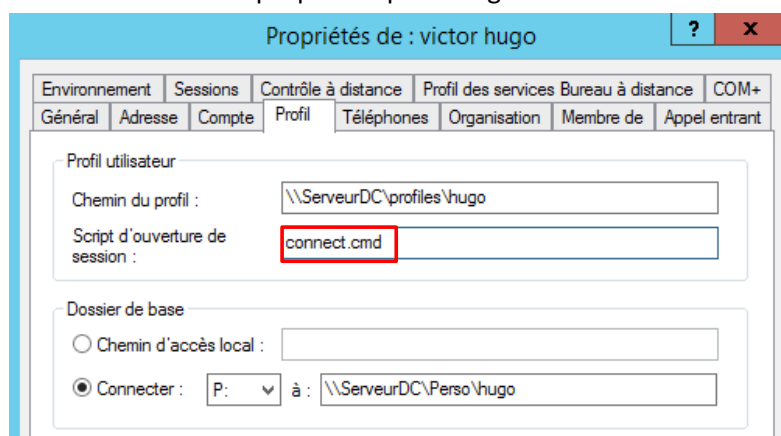 Propriétés de : victor hugo ? x
Environnement Sessions Contrôle à distance Profil des services Bureau à distance COM+
Général Adresse Compte Profil Téléphones Organisation Membre de Appel entrant
Profil utilisateur
Chemin du profil : \\ServeurDC\profiles\hugo
Script d'ouverture de session : connect.cmd
Dossier de base
Chemin d'accès local :
Connecter : P: à : \\ServeurDC\Perso\hugo